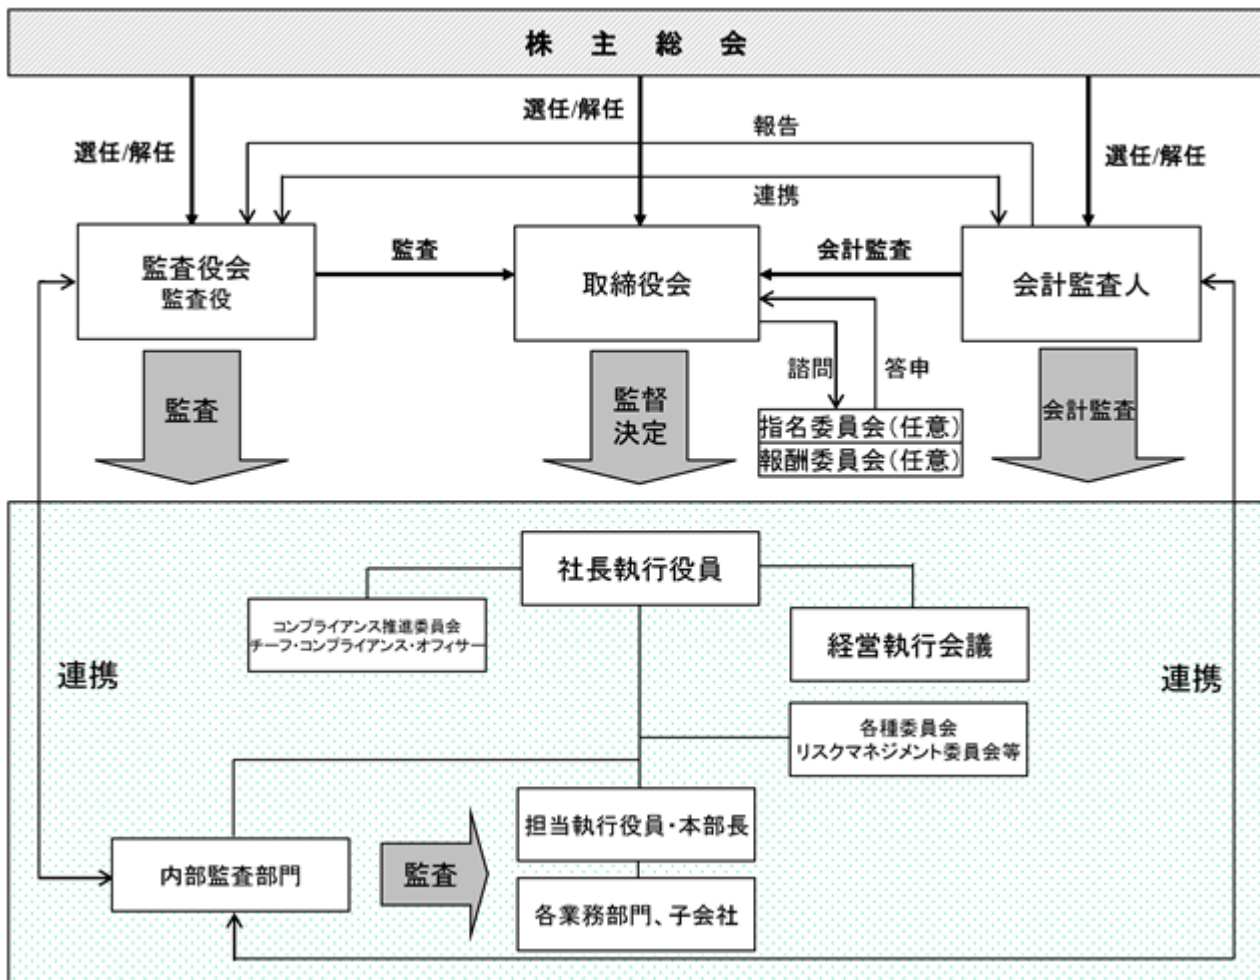 株 主 総 会
選任/解任
選任/解任
選任/解任
報告
連携
監査役会
監査役
監査
取締役会
会計監査
会計監査人
諮問
答申
監査
監督
決定
指名委員会(任意)
報酬委員会(任意)
会計監査
社長執行役員
コンプライアンス推進委員会
チーフ・コンプライアンス・オフィサー
経営執行会議
連携
連携
各種委員会
リスクマネジメント委員会等
担当執行役員・本部長
内部監査部門
監査
各業務部門、子会社